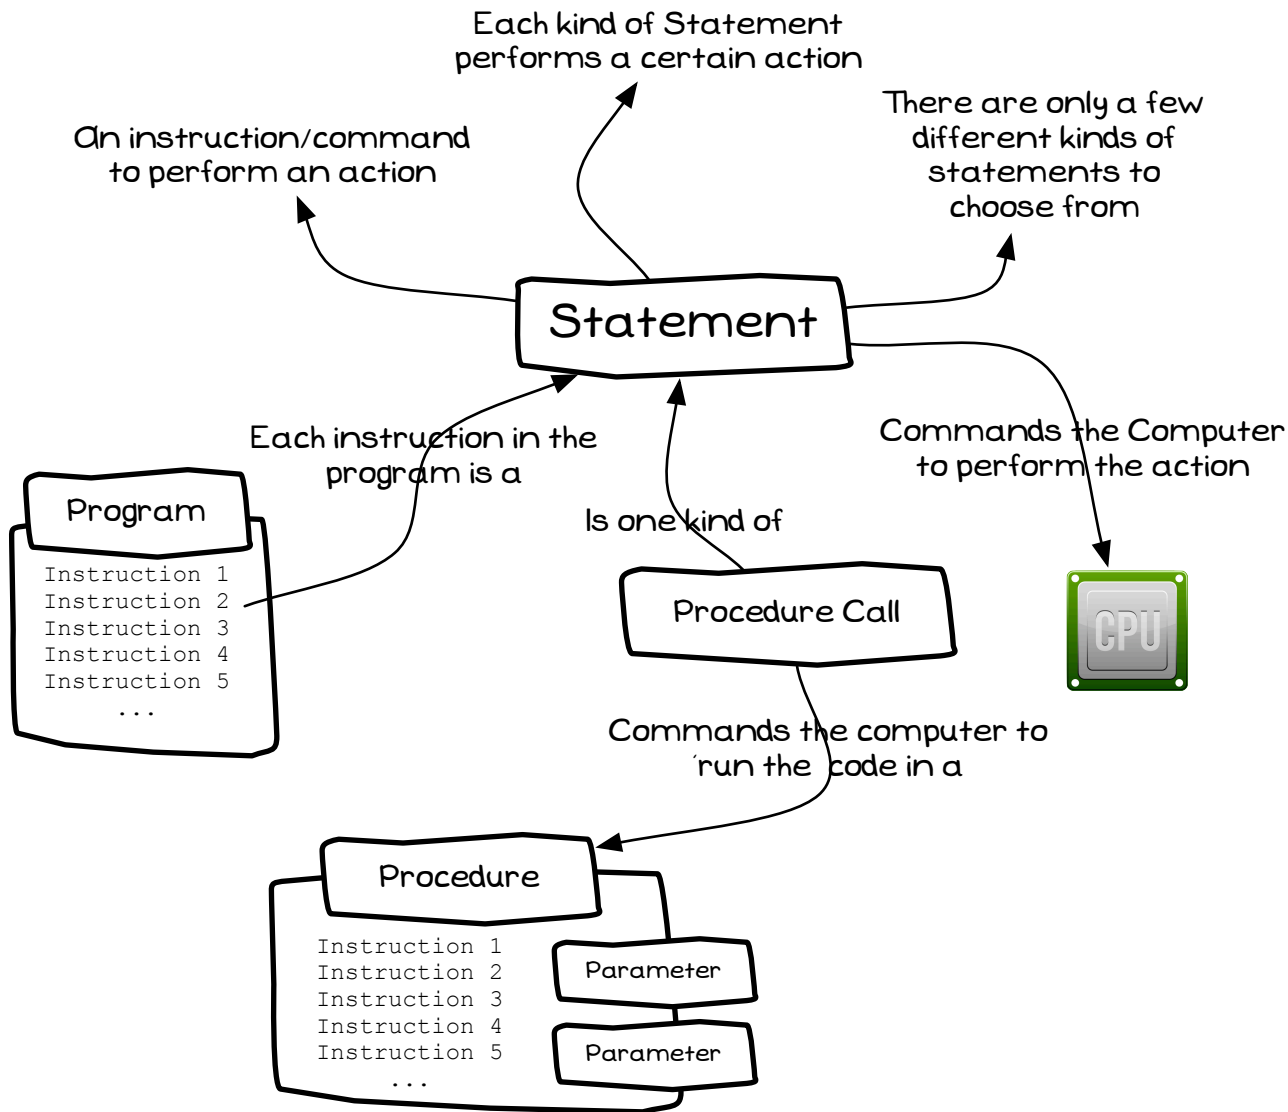 Each kind of Statement
performs a certain action
An instruction/command
to perform an action
There are only a few
different kinds of
statements to
choose from
Statement
Each instruction in the
program is a
Commands the Computer
to perform the action
Program
Instruction 1
Instruction 2
Instruction 3
Instruction 4
Instruction 5
...
Is one kind of
Procedure Call
CPU
Commands the computer to
'run the code in a
Procedure
Instruction 1
Instruction 2
Instruction 3
Instruction 4
Instruction 5
...
Parameter
Parameter